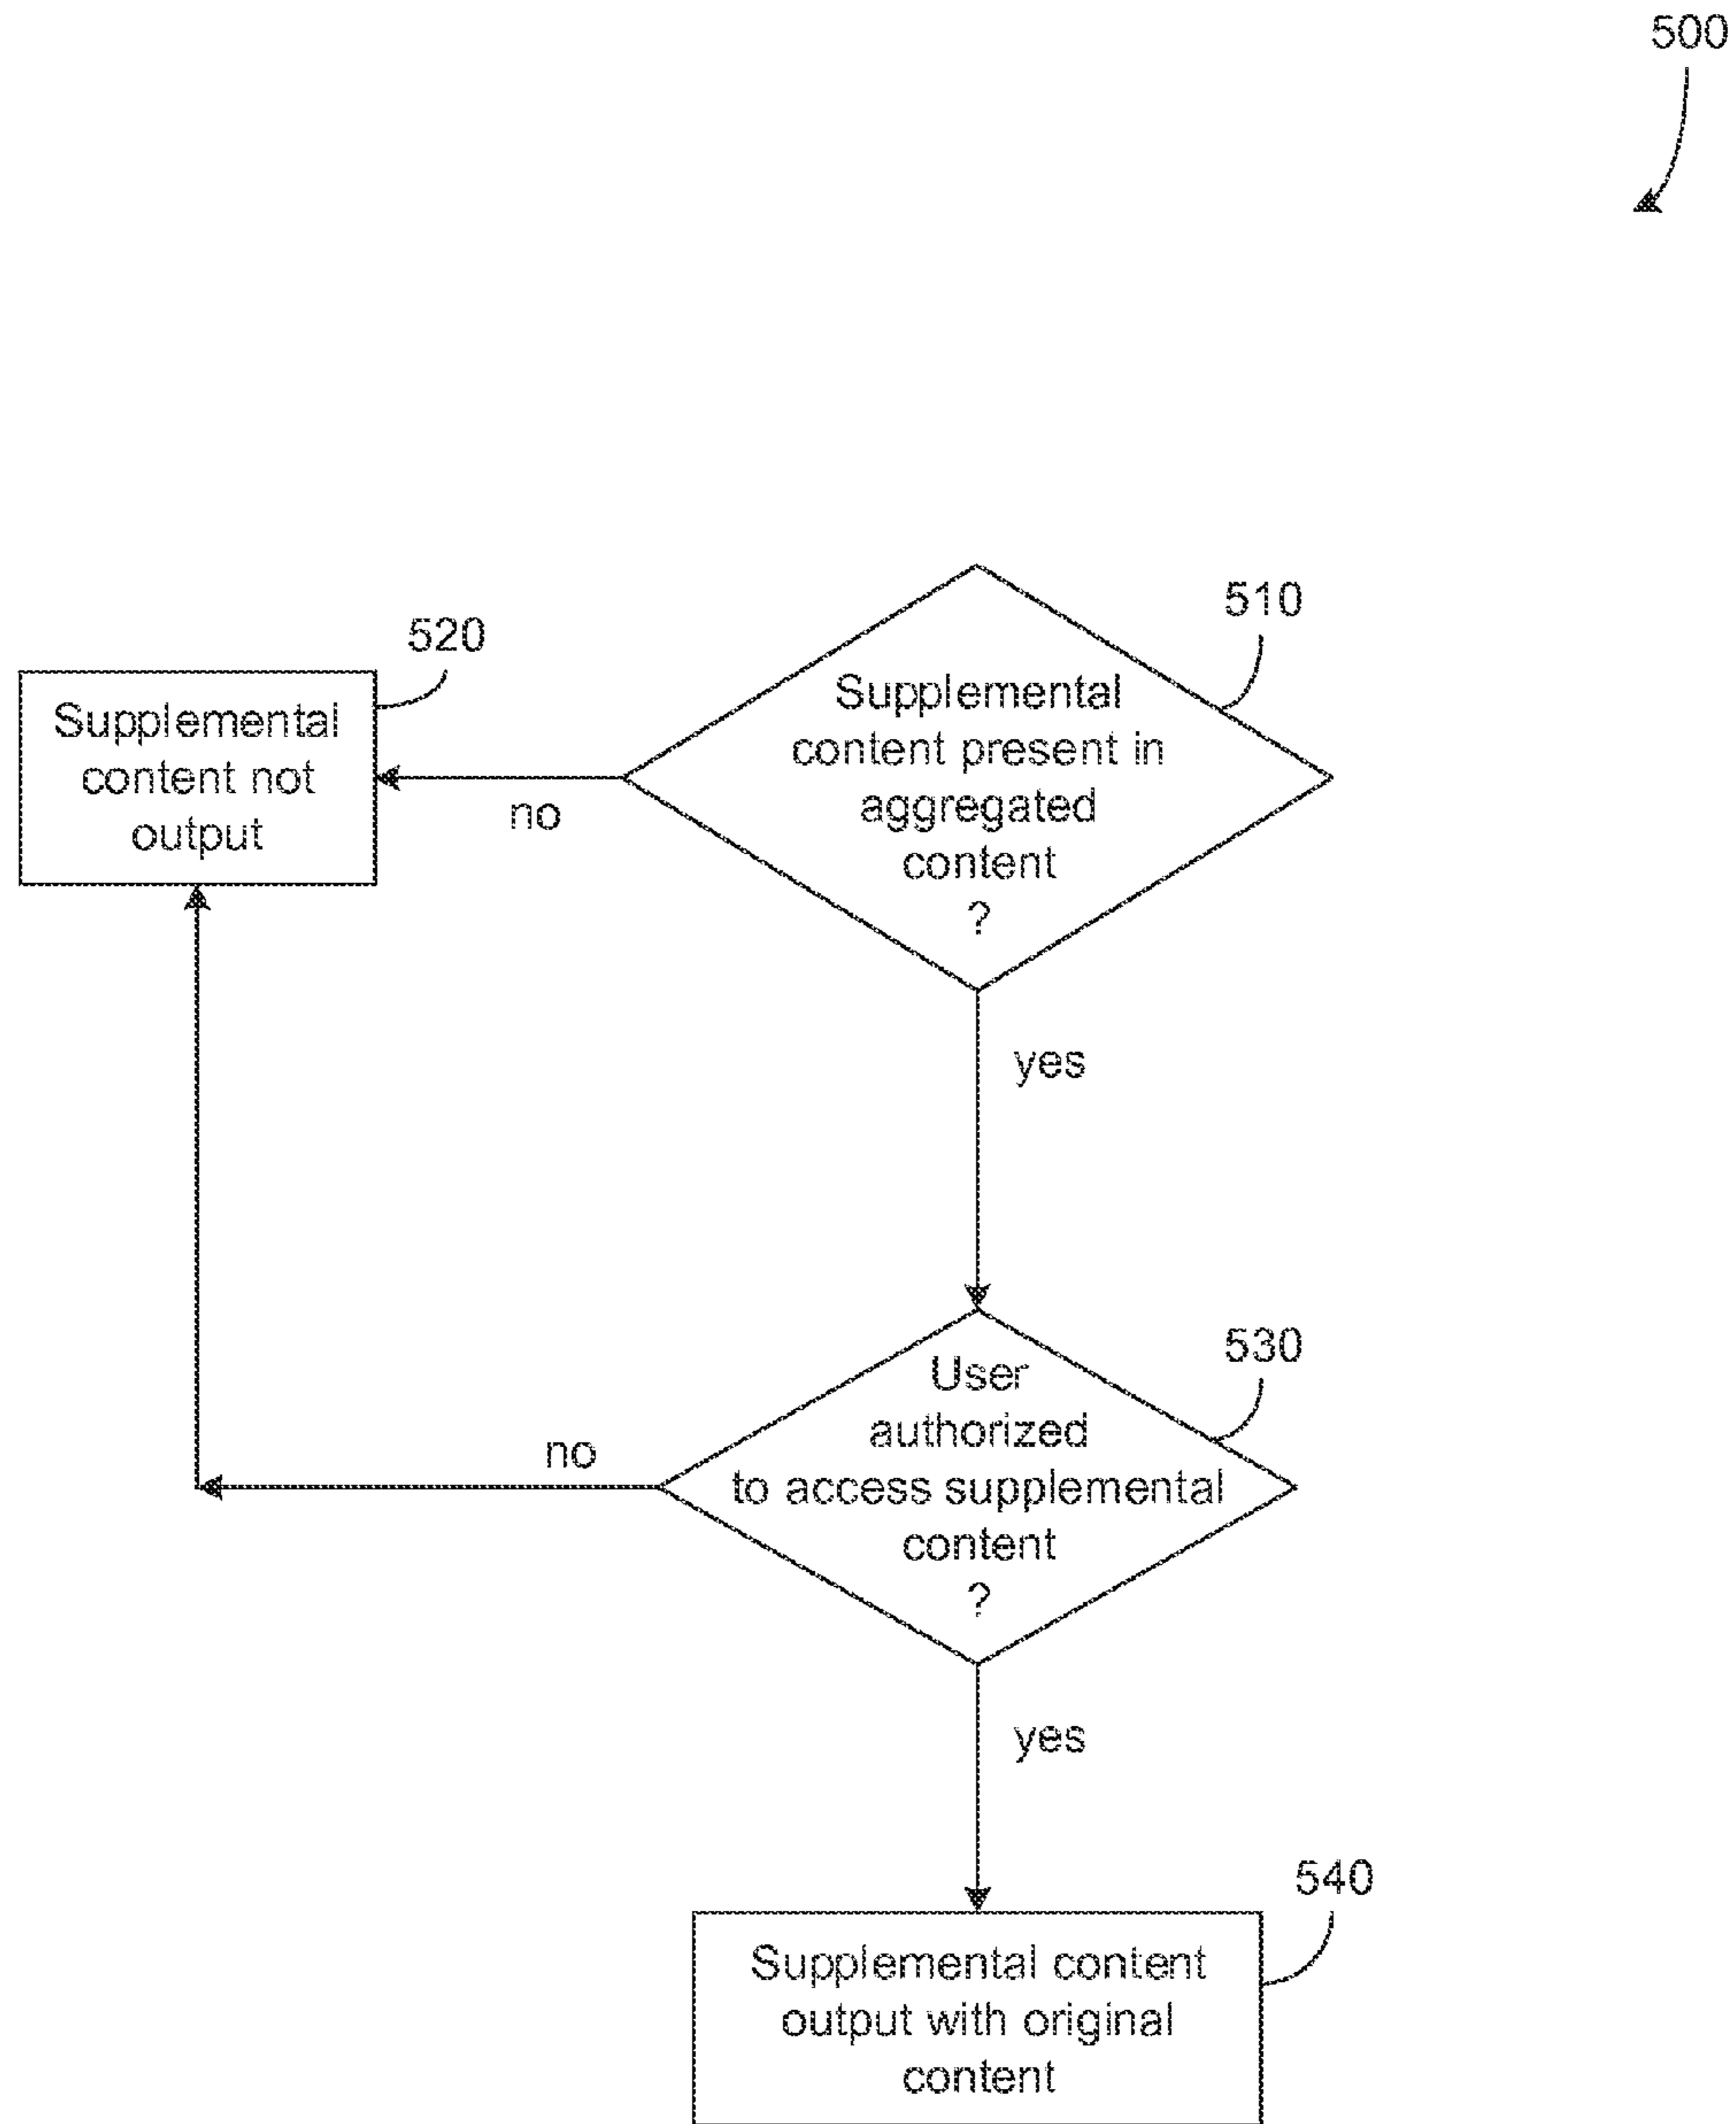 500
510
Supplemental
content present in
aggregated
content
?
520
Supplemental
content not
output
no
yes
530
User
authorized
to access supplemental
content
?
no
yes
540
Supplemental content
output with original
content